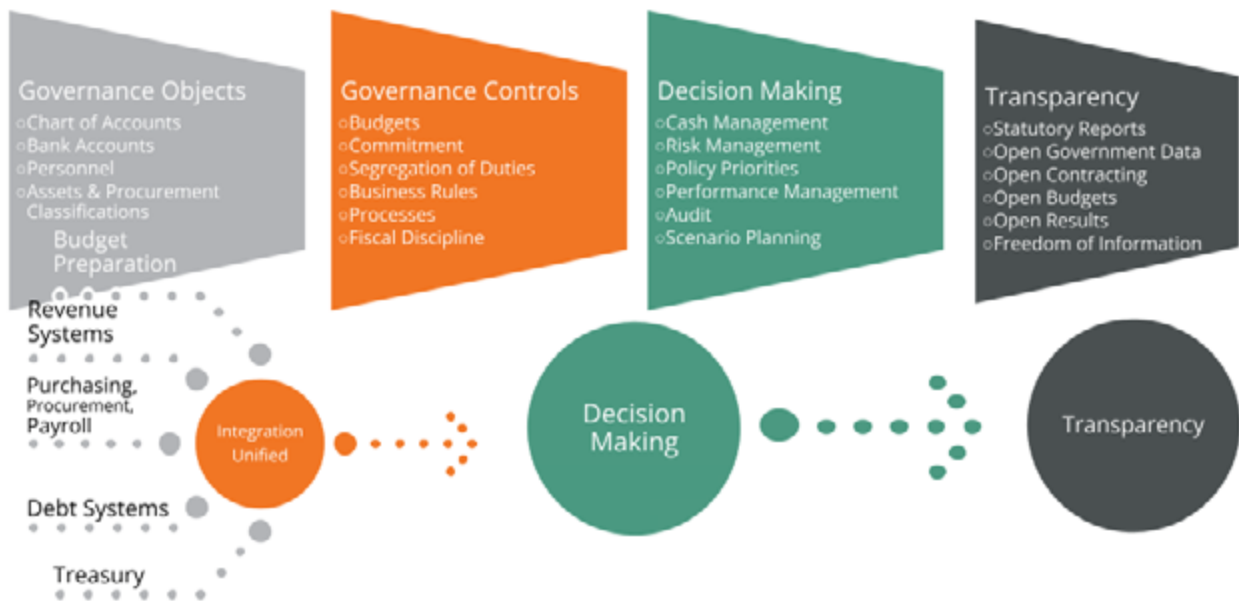 Governance Objects
○Chart of Accounts
○Bank Accounts
○Personnel
○Assets & Procurement
Classifications
Budget
Preparation
Governance Controls
○Budgets
○Commitment
○Segregation of Duties
○Business Rules
○Processes
○Fiscal Discipline
Decision Making
○Cash Management
○Risk Management
○Policy Priorities
○Performance Management
○Audit
○Scenario Planning
Transparency
○Statutory Reports
○Open Government Data
○Open Contracting
○Open Budgets
○Open Results
○Freedom of Information
Revenue
Systems
Purchasing,
Procurement,
Payroll
Debt Systems
Treasury
Integration
Unified
Decision
Making
Transparency